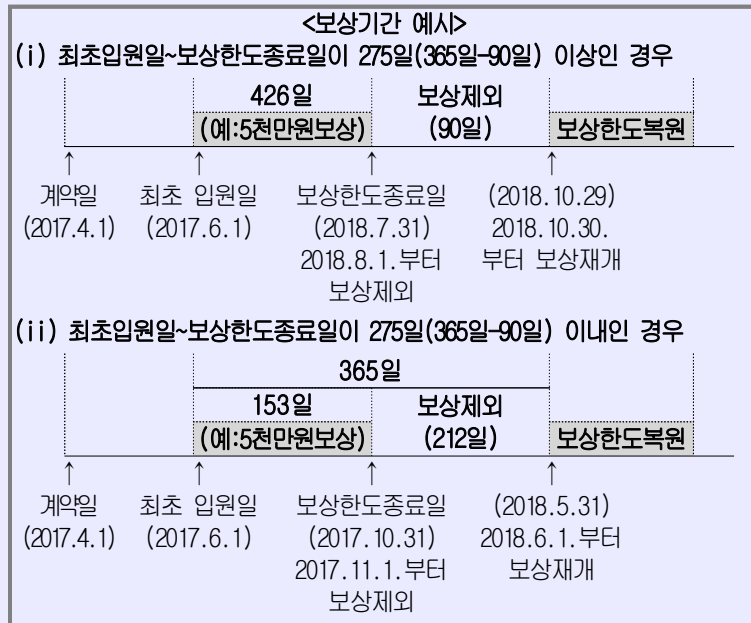 <보상기간 예시>
(i) 최초입원일~보상한도종료일이 275일(365일-90일) 이상인 경우
426일 보상제외
(예:5천만원보상) (90일) 보상한도복원
↑ ↑ ↑ ↑
계약일 최초 입원일 보상한도종료일 (2018.10.29)
(2017.4.1) (2017.6.1) (2018.7.31) 2018.10.30.
2018.8.1.부터 부터 보상재개
보상제외
(ii) 최초입원일~보상한도종료일이 275일(365일-90일) 이내인 경우
365일
153일 보상제외
(예:5천만원보상) (212일) 보상한도복원
↑ ↑ ↑ ↑
계약일 최초 입원일 보상한도종료일 (2018.5.31)
(2017.4.1) (2017.6.1) (2017.10.31) 2018.6.1.부터
2017.11.1.부터 보상재개
보상제외